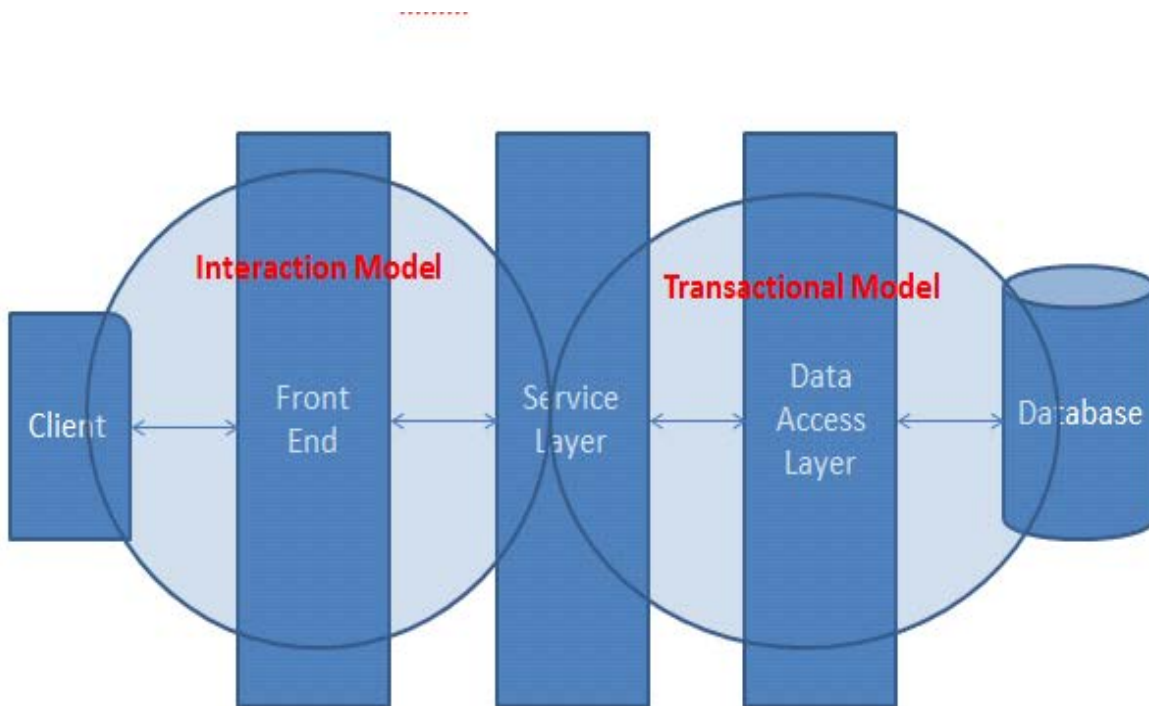 Interaction Model
Transactional Model
Client
Front
End
Service
Layer
Data
Access
Layer
Database